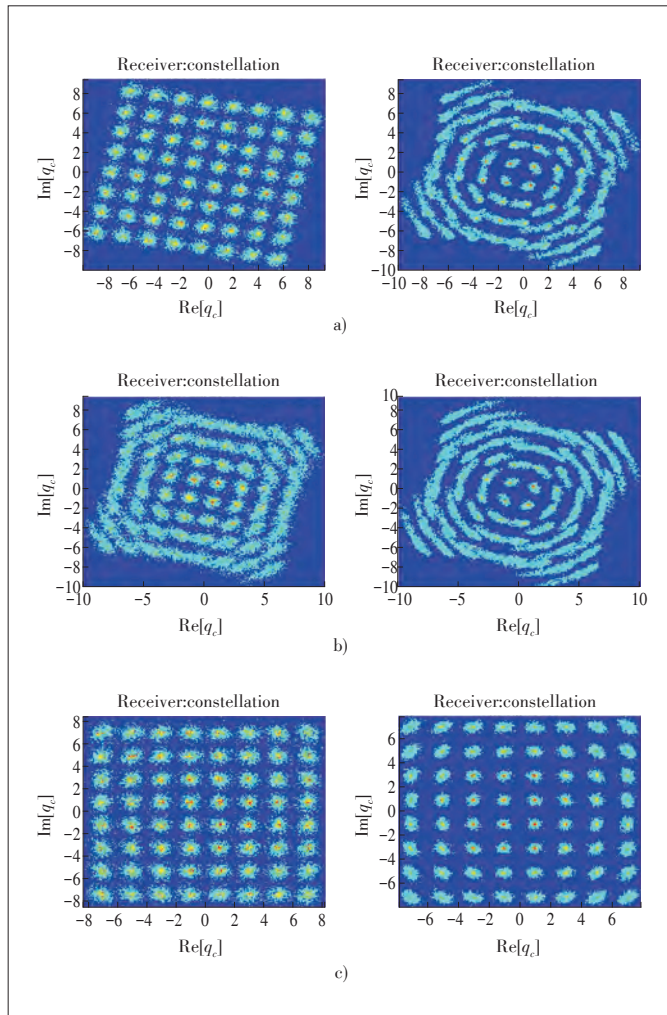 Receiver:constellation Receiver:constellation
8 8
6 6
4 4
2 2
0 0
−2 −2
−4 −4
−6 −6
−8 −8
−10
−8 −6 −4 −2 0 2 4 6 8 −10 −8 −6 −4 −2 0 2 4 6 8
Im[q_c] Im[q_c]
Re[q_c] Re[q_c]
a)
Receiver:constellation Receiver:constellation
10
8 8
6 6
4 4
2 2
0 0
−2 −2
−4 −4
−6 −6
−8 −8
−10 −10
−10 −5 0 5 10 −10 −5 0 5 10
Im[q_c] Im[q_c]
Re[q_c] Re[q_c]
b)
Receiver:constellation Receiver:constellation
8
6 6
4 4
2 2
0 0
−2 −2
−4 −4
−6 −6
−8
−8 −6 −4 −2 0 2 4 6 8 −6 −4 −2 0 2 4 6
Im[q_c] Im[q_c]
Re[q_c] Re[q_c]
c)